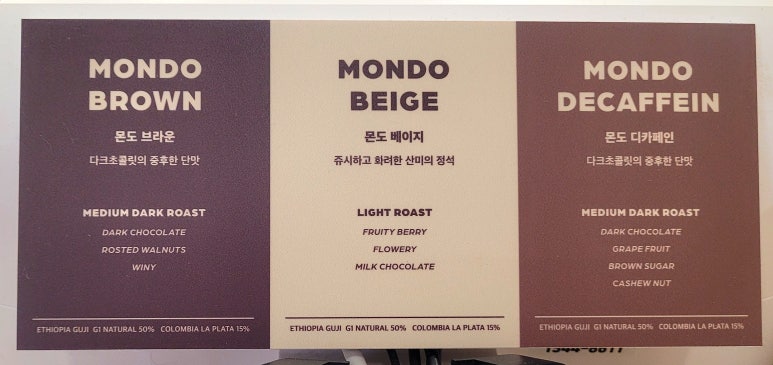 MONDO
BROWN
몬도 브라운
다크초콜릿의 중후한 단맛
MEDIUM DARK ROAST
DARK CHOCOLATE
ROSTED WALNUTS
WINY
ETHIOPIA GUJI G1 NATURAL 50% COLOMBIA LA PLATA 15%
MONDO
BEIGE
몬도 베이지
쥬시하고 화려한 산미의 정석
LIGHT ROAST
FRUITY BERRY
FLOWERY
MILK CHOCOLATE
ETHIOPIA GUJI G1 NATURAL 50% COLOMBIA LA PLATA 15%
MONDO
DECAFFEIN
몬도 디카페인
다크초콜릿의 중후한 단맛
MEDIUM DARK ROAST
DARK CHOCOLATE
GRAPE FRUIT
BROWN SUGAR
CASHEW NUT
ETHIOPIA GUJI G1 NATURAL 50% COLOMBIA LA PLATA 15%